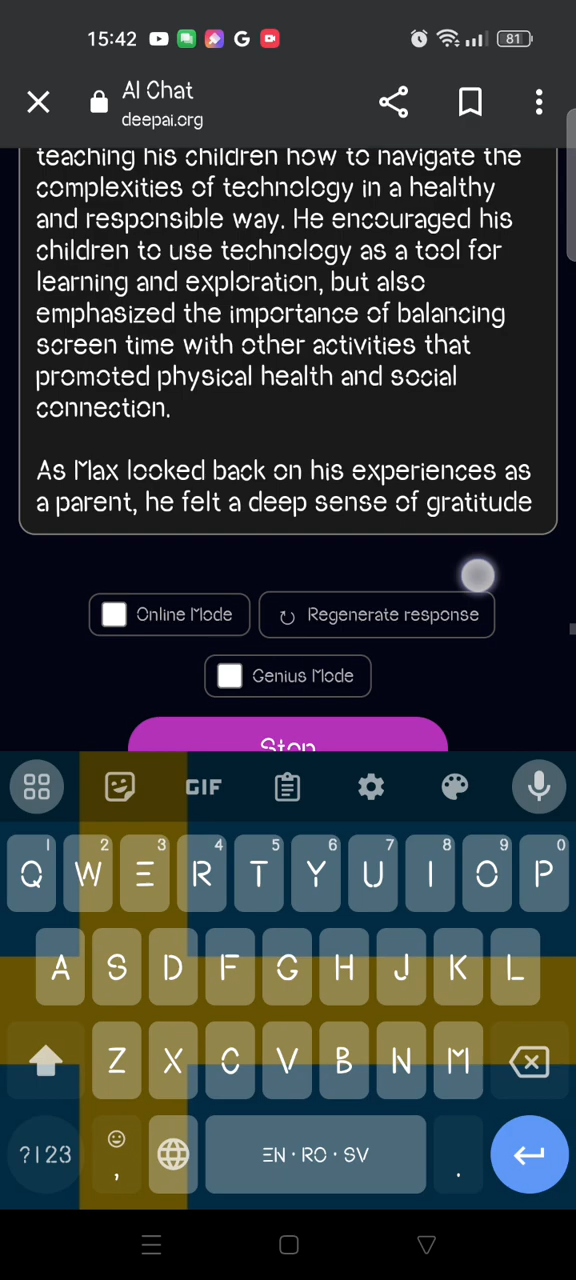 15:42
81
AI Chat
deepai.org
teaching his children how to navigate the
complexities of technology in a healthy
and responsible way. He encouraged his
children to use technology as a tool for
learning and exploration, but also
emphasized the importance of balancing
screen time with other activities that
promoted physical health and social
connection.
As Max looked back on his experiences as
a parent, he felt a deep sense of gratitude
Online Mode
Regenerate response
Genius Mode
Stop
GIF
1 2 3 4 5 6 7 8 9 0
Q W E R T Y U I O P
A S D F G H J K L
Z X C V B N M
?123 , EN · RO · SV .